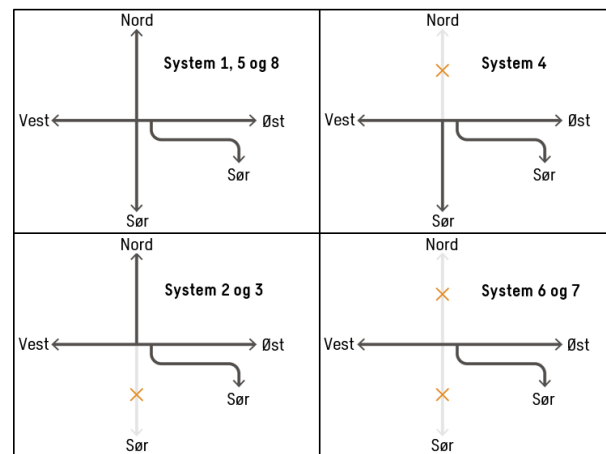 Nord
System 1, 5 og 8
Vest
Øst
Sør
Sør
Nord
System 4
Vest
Øst
Sør
Sør
Nord
System 2 og 3
Vest
Øst
Sør
Sør
Nord
System 6 og 7
Vest
Øst
Sør
Sør